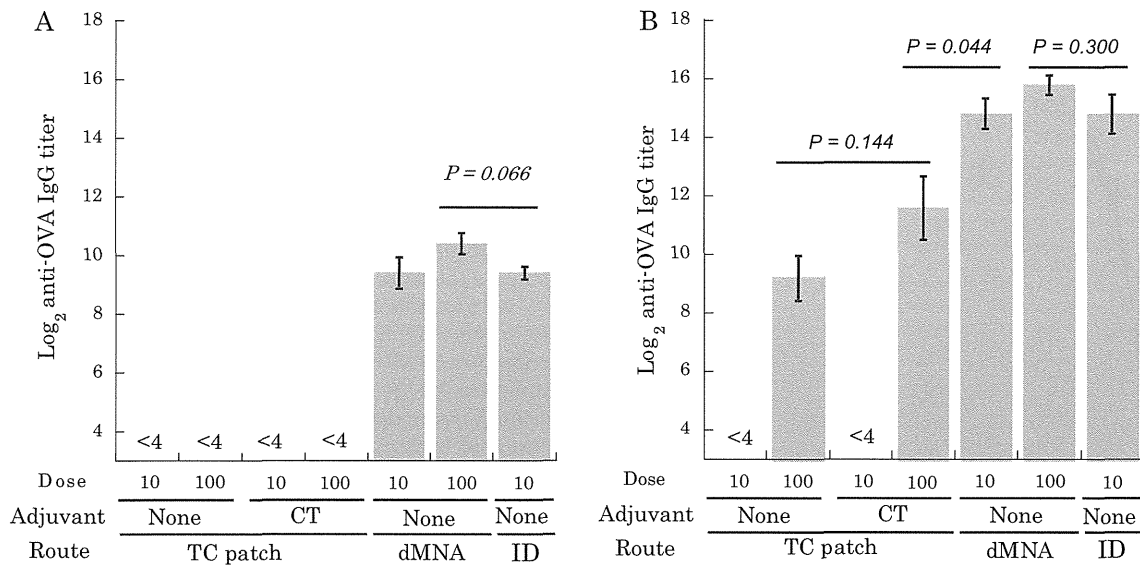 A
Log2 anti-OVA IgG titer
18
16
14
12
10
8
6
4
P = 0.066
<4 <4 <4 <4
Dose 10 100 10 100 10 100 10
Adjuvant None CT None None
Route TC patch dMNA ID
B
Log2 anti-OVA IgG titer
18
16
14
12
10
8
6
4
P = 0.044 P = 0.300
P = 0.144
<4 <4
Dose 10 100 10 100 10 100 10
Adjuvant None CT None None
Route TC patch dMNA ID